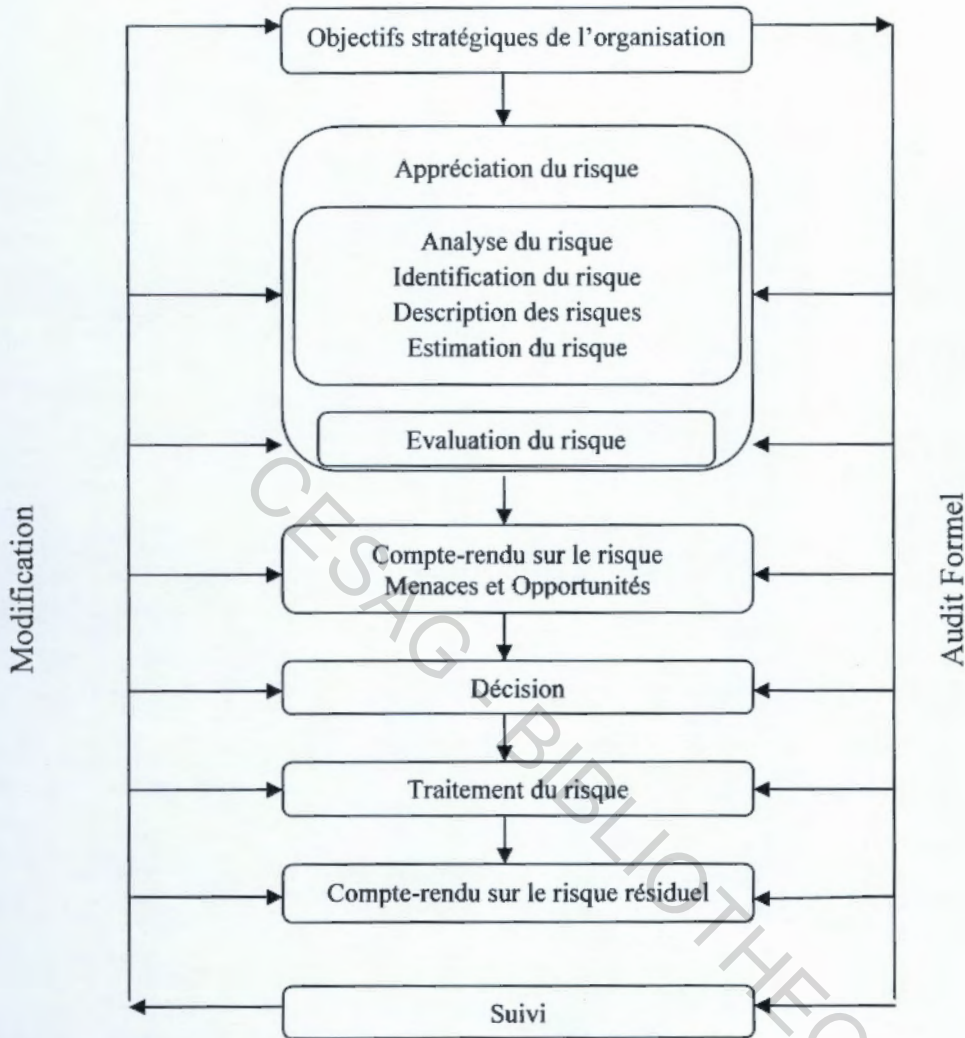 Objectifs stratégiques de l'organisation
Appréciation du risque
Analyse du risque
Identification du risque
Description des risques
Estimation du risque
Evaluation du risque
Compte-rendu sur le risque
Menaces et Opportunités
Décision
Traitement du risque
Compte-rendu sur le risque résiduel
Suivi
Modification
Audit Formel
CESAG - BIBLIOTHEQ